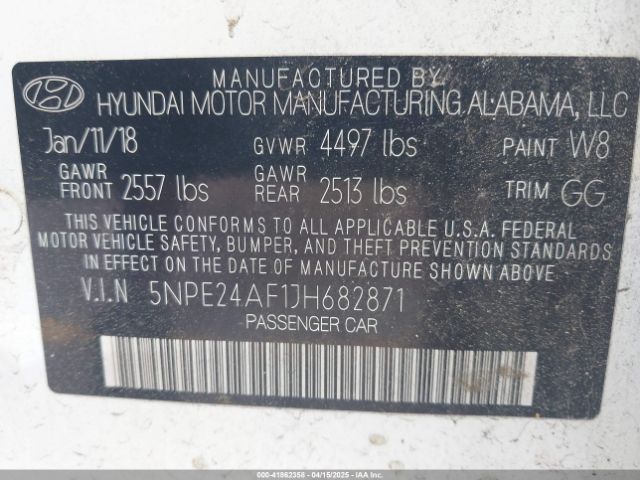 MANUFACTURED BY
HYUNDAI MOTOR MANUFACTURING ALABAMA, LLC
Jan/11/18 GVWR 4497 lbs PAINT W8
GAWR FRONT 2557 lbs GAWR REAR 2513 lbs TRIM GG
THIS VEHICLE CONFORMS TO ALL APPLICABLE U.S.A. FEDERAL
MOTOR VEHICLE SAFETY, BUMPER, AND THEFT PREVENTION STANDARDS
IN EFFECT ON THE DATE OF MANUFACTURE SHOWN ABOVE.
V.I.N 5NPE24AF1JH682871
PASSENGER CAR
000-41862358 - 04/15/2025 - COPART